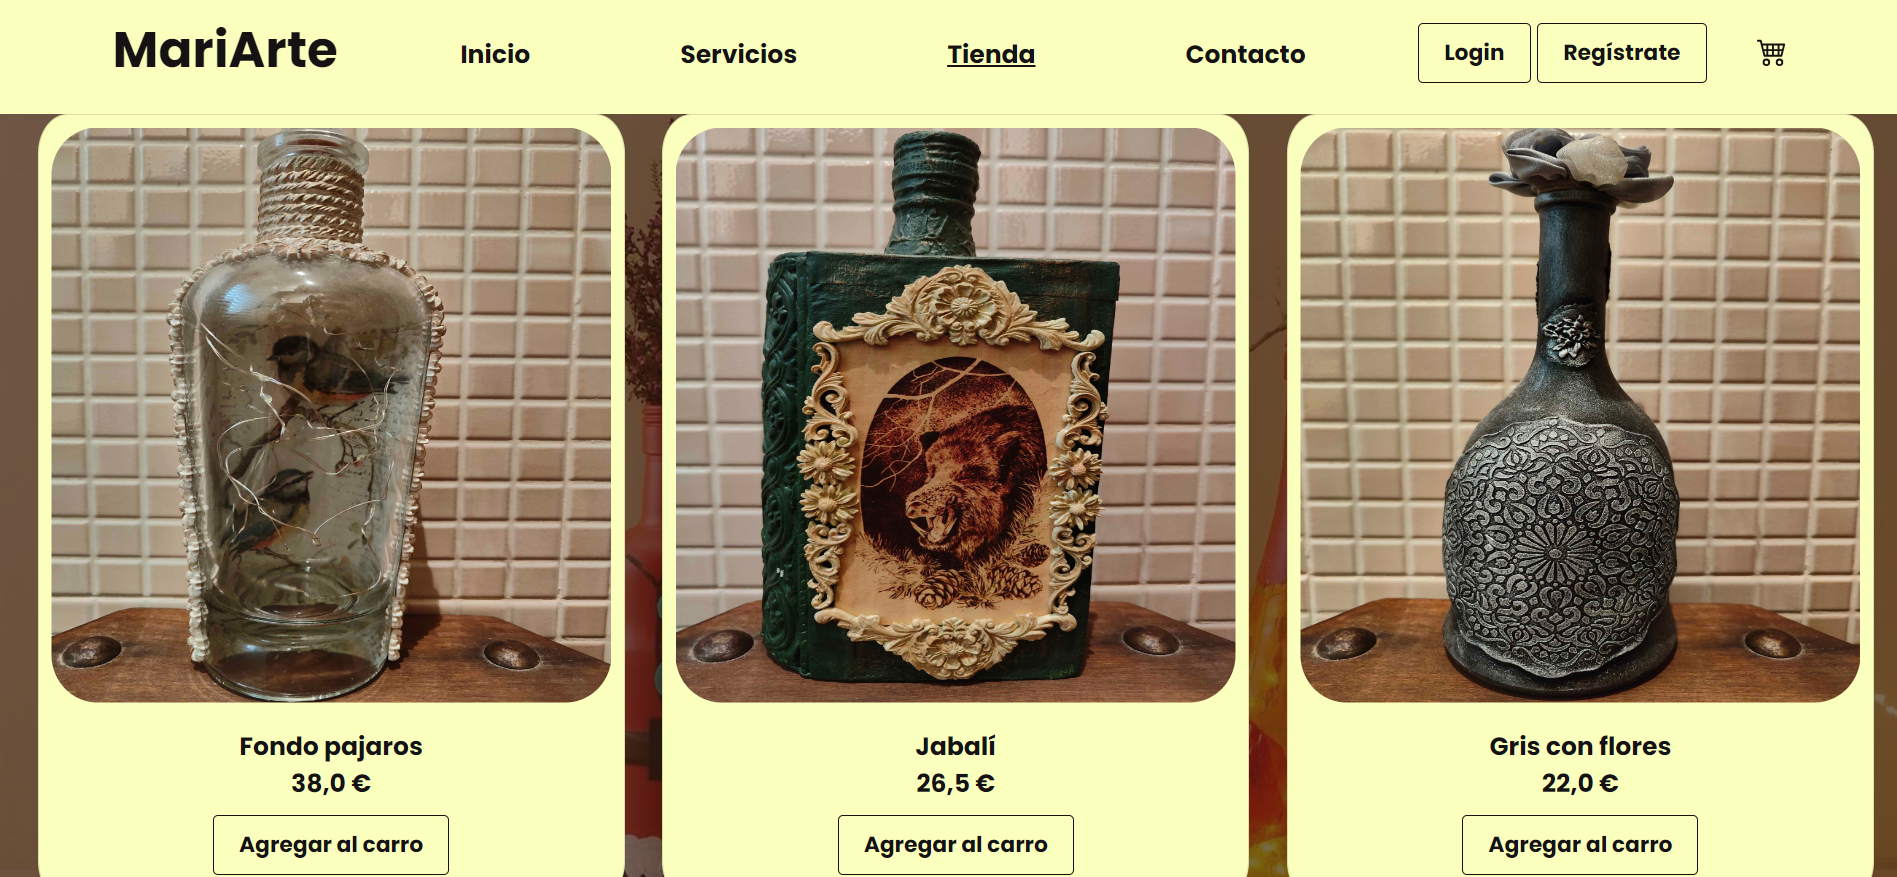 MariArte
Inicio
Servicios
Tienda
Contacto
Login
Regístrate
Fondo pajaros
38,0 €
Agregar al carro
Jabalí
26,5 €
Agregar al carro
Gris con flores
22,0 €
Agregar al carro